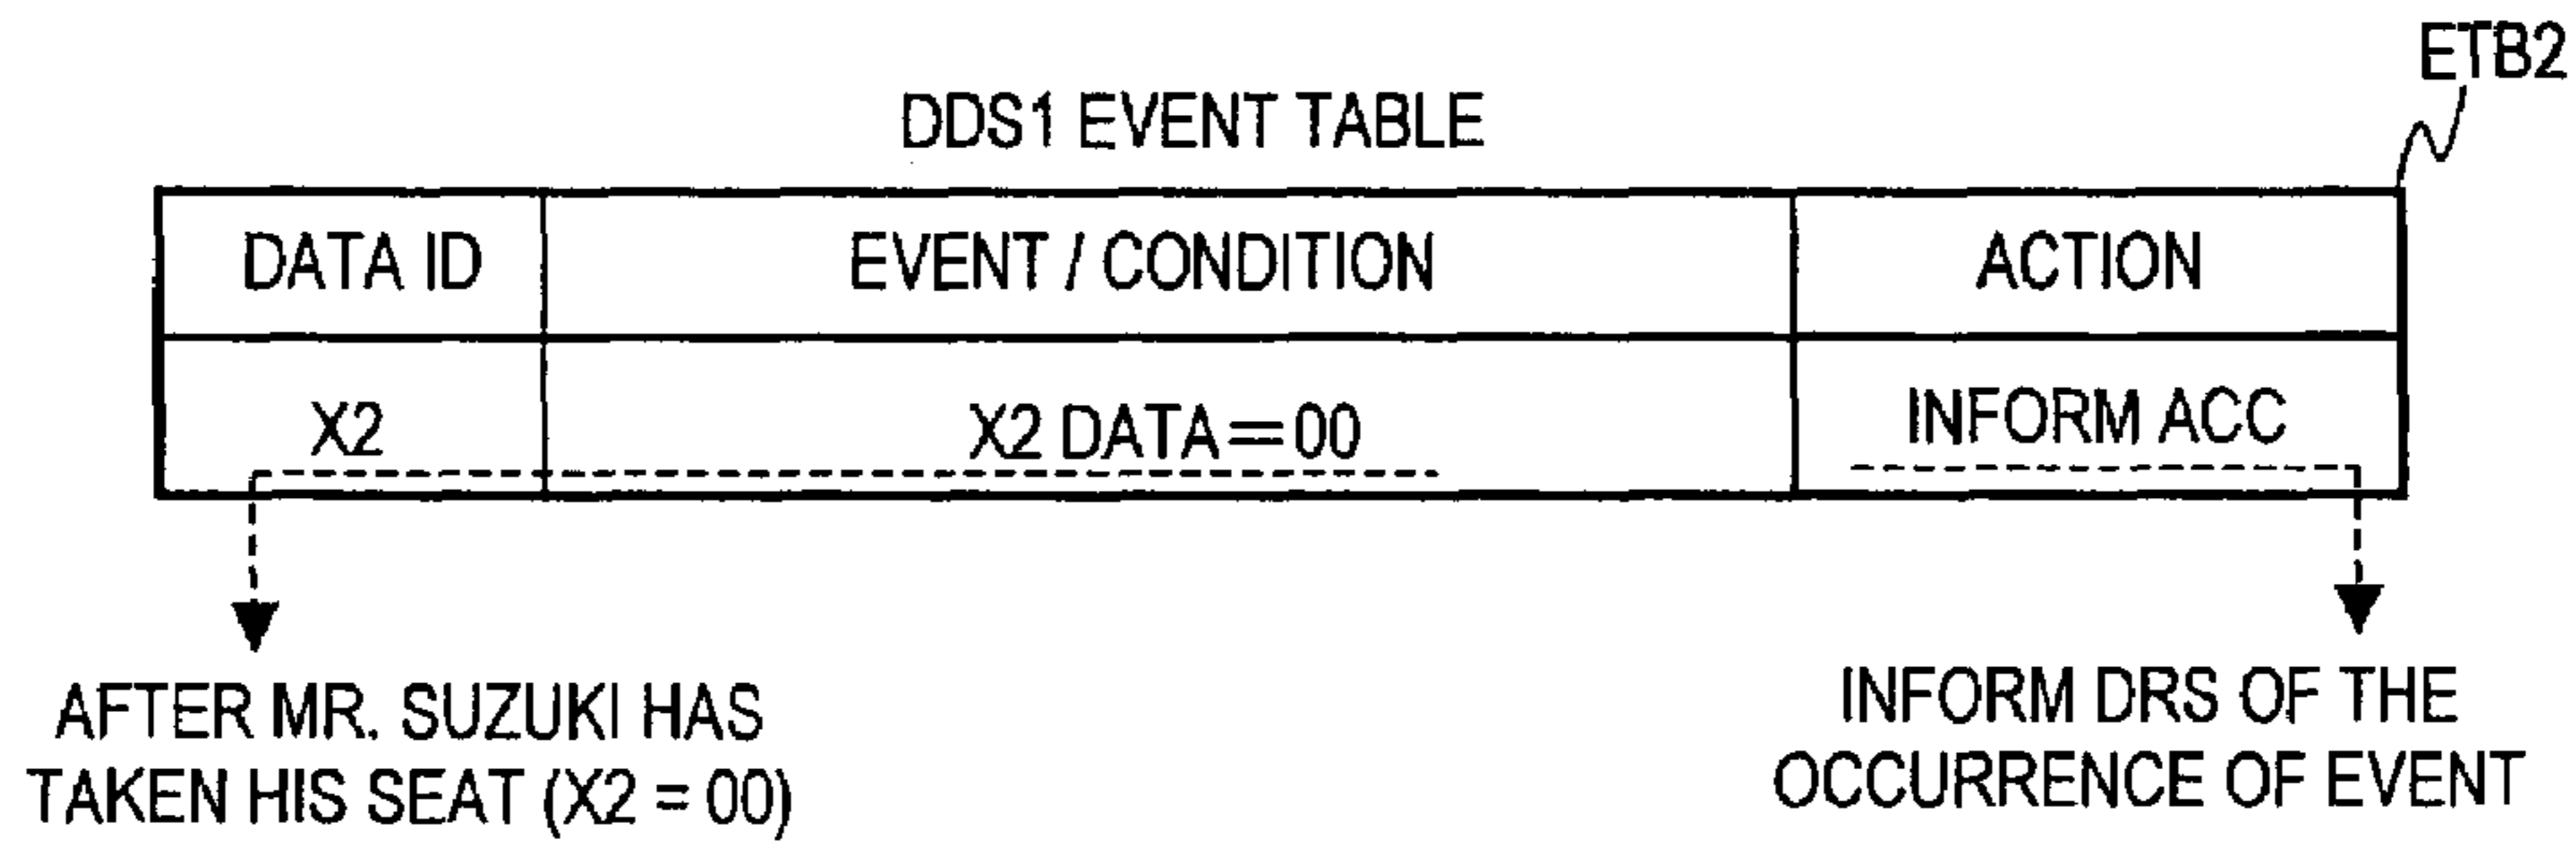 ETB2
DDS1 EVENT TABLE
DATA ID EVENT / CONDITION ACTION
X2 X2 DATA==00 INFORM ACC
AFTER MR. SUZUKI HAS
TAKEN HIS SEAT (X2 = 00)
INFORM DRS OF THE
OCCURRENCE OF EVENT